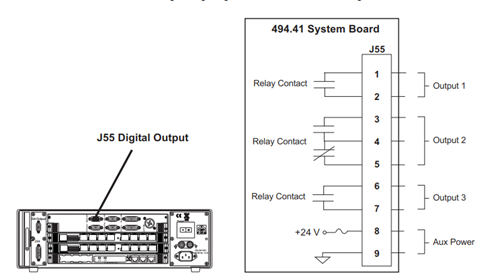 494.41 System Board
J55
Relay Contact
1
2
Output 1
J55 Digital Output
Relay Contact
3
4
5
Output 2
Relay Contact
6
7
Output 3
+24 V
8
9
Aux Power